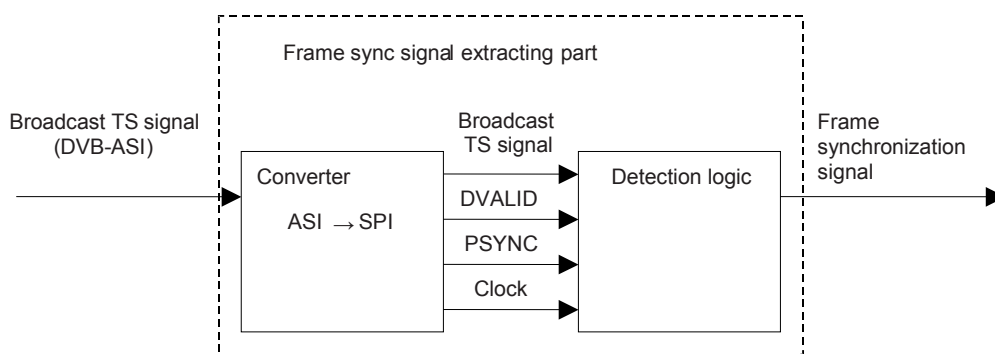 Frame sync signal extracting part
Broadcast TS signal
(DVB-ASI)
Converter
ASI → SPI
Broadcast
TS signal
DVALID
PSYNC
Clock
Detection logic
Frame
synchronization
signal